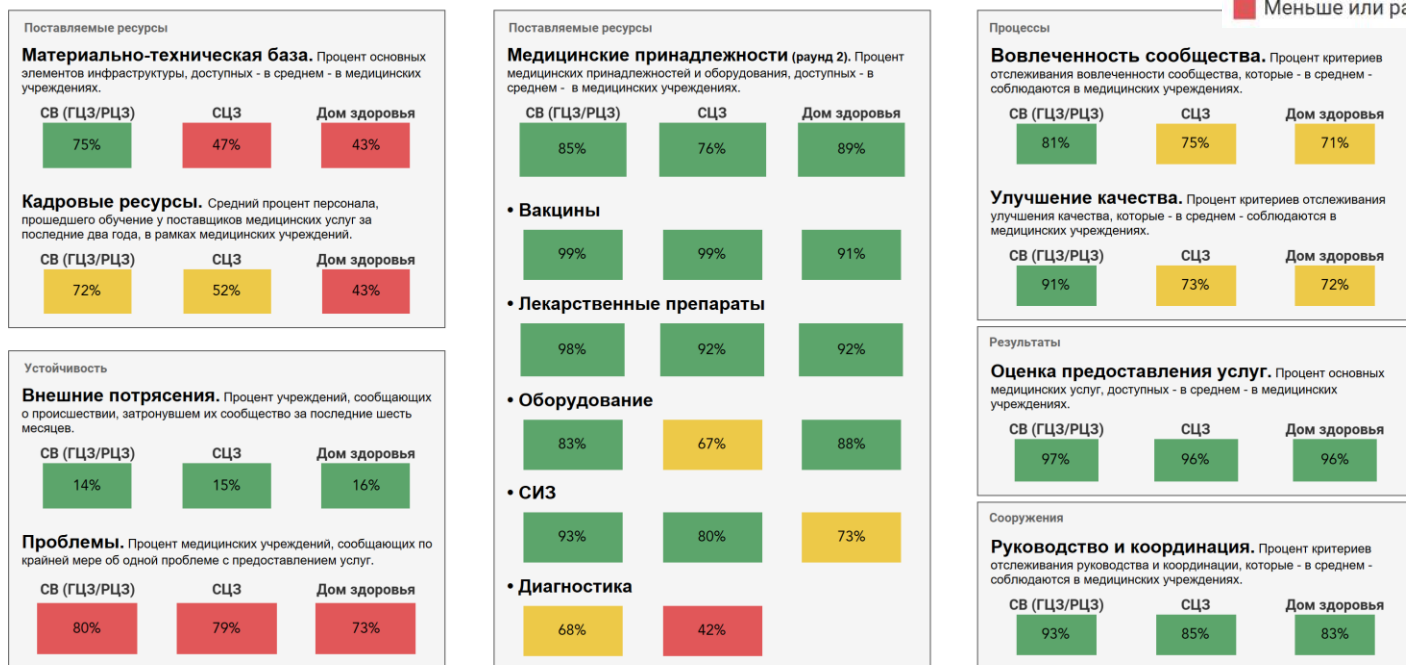 Меньше или ра
Поставляемые ресурсы
Материально-техническая база. Процент основных
элементов инфраструктуры, доступных - в среднем - в медицинских
учреждениях.
СВ (ГЦЗ/РЦЗ) СЦЗ Дом здоровья
75% 47% 43%
Кадровые ресурсы. Средний процент персонала,
прошедшего обучение у поставщиков медицинских услуг за
последние два года, в рамках медицинских учреждений.
СВ (ГЦЗ/РЦЗ) СЦЗ Дом здоровья
72% 52% 43%
Устойчивость
Внешние потрясения. Процент учреждений, сообщающих
о происшествии, затронувшем их сообщество за последние шесть
месяцев.
СВ (ГЦЗ/РЦЗ) СЦЗ Дом здоровья
14% 15% 16%
Проблемы. Процент медицинских учреждений, сообщающих по
крайней мере об одной проблеме с предоставлением услуг.
СВ (ГЦЗ/РЦЗ) СЦЗ Дом здоровья
80% 79% 73%
Поставляемые ресурсы
Медицинские принадлежности (раунд 2). Процент
медицинских принадлежностей и оборудования, доступных - в
среднем - в медицинских учреждениях.
СВ (ГЦЗ/РЦЗ) СЦЗ Дом здоровья
85% 76% 89%
• Вакцины
99% 99% 91%
• Лекарственные препараты
98% 92% 92%
• Оборудование
83% 67% 88%
• СИЗ
93% 80% 73%
• Диагностика
68% 42%
Процессы
Вовлеченность сообщества. Процент критериев
отслеживания вовлеченности сообщества, которые - в среднем -
соблюдаются в медицинских учреждениях.
СВ (ГЦЗ/РЦЗ) СЦЗ Дом здоровья
81% 75% 71%
Улучшение качества. Процент критериев отслеживания
улучшения качества, которые - в среднем - соблюдаются в
медицинских учреждениях.
СВ (ГЦЗ/РЦЗ) СЦЗ Дом здоровья
91% 73% 72%
Результаты
Оценка предоставления услуг. Процент основных
медицинских услуг, доступных - в среднем - в медицинских
учреждениях.
СВ (ГЦЗ/РЦЗ) СЦЗ Дом здоровья
97% 96% 96%
Сооружения
Руководство и координация. Процент критериев
отслеживания руководства и координации, которые - в среднем -
соблюдаются в медицинских учреждениях.
СВ (ГЦЗ/РЦЗ) СЦЗ Дом здоровья
93% 85% 83%